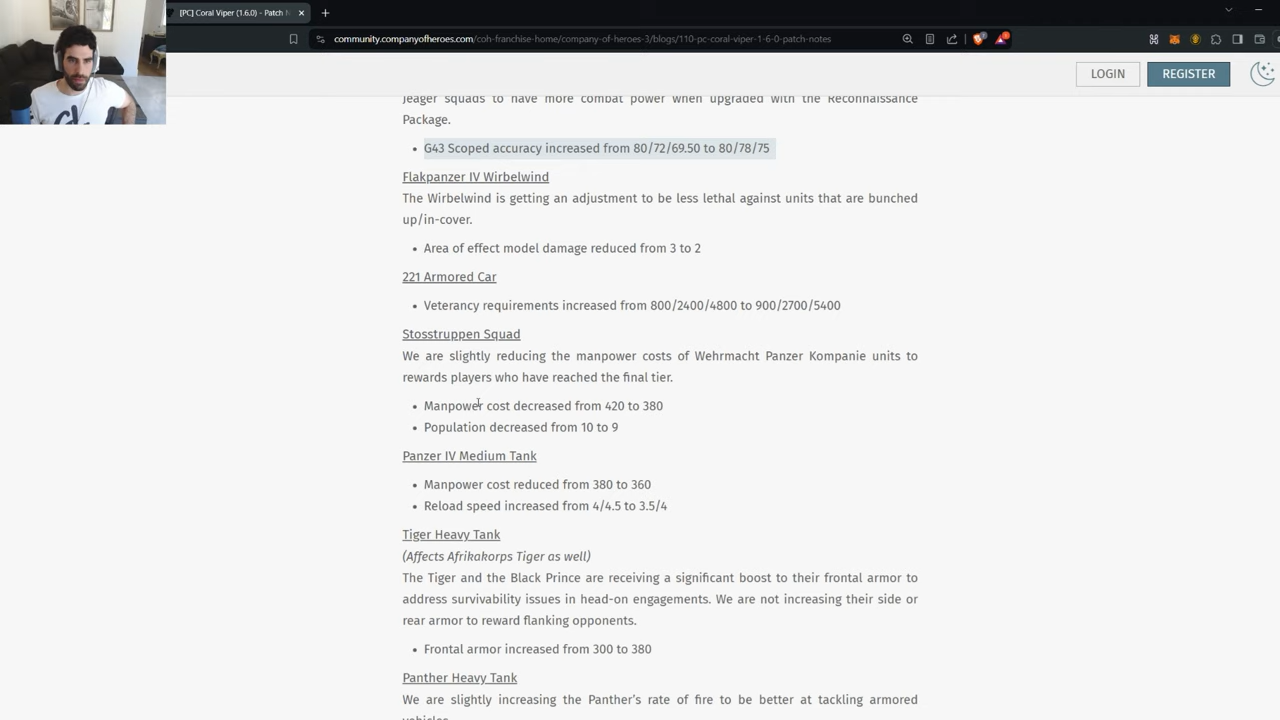 [PC] Coral Viper (1.6.0) - Patch N
community.companyofheroes.com/coh-franchise-home/company-of-heroes-3/blogs/110-pc-coral-viper-1-6-0-patch-notes
LOGIN
REGISTER
Jeager squads to have more combat power when upgraded with the Reconnaissance
Package.
• G43 Scoped accuracy increased from 80/72/69.50 to 80/78/75
Flakpanzer IV Wirbelwind
The Wirbelwind is getting an adjustment to be less lethal against units that are bunched
up/in-cover.
• Area of effect model damage reduced from 3 to 2
221 Armored Car
• Veterancy requirements increased from 800/2400/4800 to 900/2700/5400
Stosstruppen Squad
We are slightly reducing the manpower costs of Wehrmacht Panzer Kompanie units to
rewards players who have reached the final tier.
• Manpower cost decreased from 420 to 380
• Population decreased from 10 to 9
Panzer IV Medium Tank
• Manpower cost reduced from 380 to 360
• Reload speed increased from 4/4.5 to 3.5/4
Tiger Heavy Tank
(Affects Afrikakorps Tiger as well)
The Tiger and the Black Prince are receiving a significant boost to their frontal armor to
address survivability issues in head-on engagements. We are not increasing their side or
rear armor to reward flanking opponents.
• Frontal armor increased from 300 to 380
Panther Heavy Tank
We are slightly increasing the Panther's rate of fire to be better at tackling armored
vehicles.